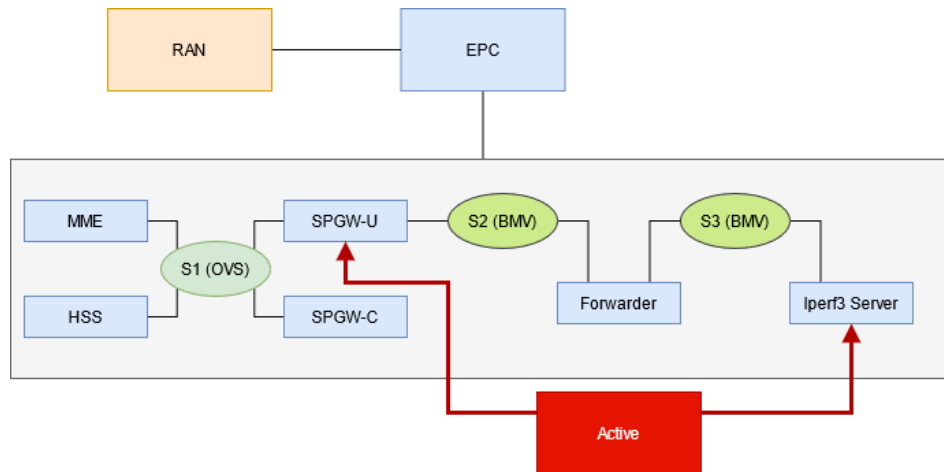 RAN
EPC
MME
SPGW-U
S2 (BMV)
S3 (BMV)
S1 (OVS)
HSS
SPGW-C
Forwarder
Iperf3 Server
Active